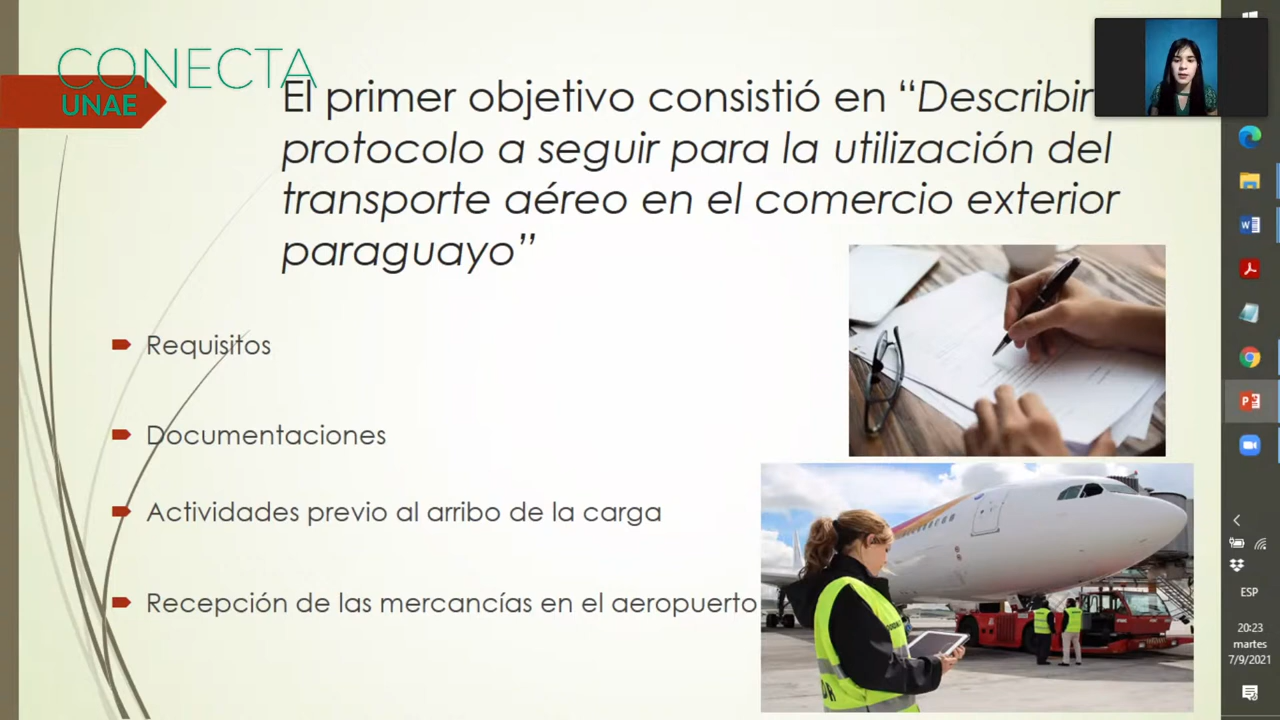 CONECTA
UNAE
El primer objetivo consistió en “Describir
protocolo a seguir para la utilización del
transporte aéreo en el comercio exterior
paraguayo”
Requisitos
Documentaciones
Actividades previo al arribo de la carga
Recepción de las mercancías en el aeropuerto
ESP
20:23
martes
7/9/2021